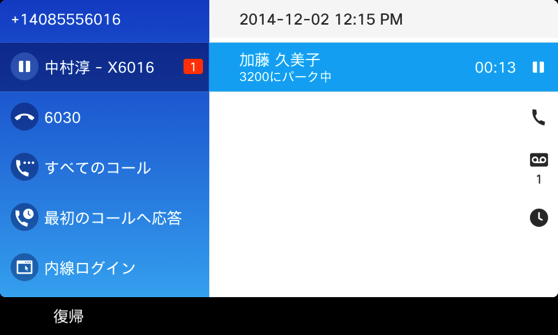 +14085556016
2014-12-02 12:15 PM
中村淳 - X6016
1
加藤 久美子
3200にパーク中
00:13
6030
すべてのコール
1
最初のコールへ応答
内線ログイン
復帰